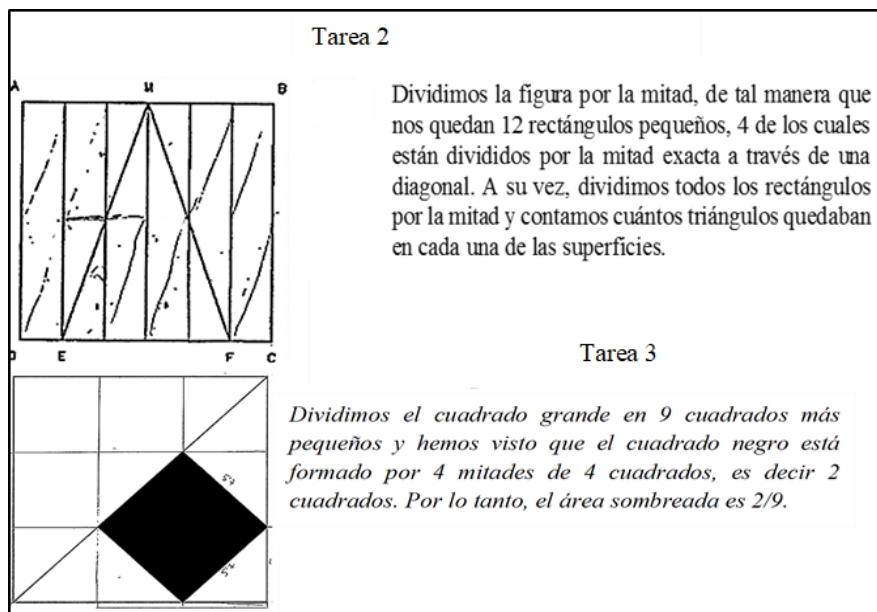 Tarea 2
A H B
Dividimos la figura por la mitad, de tal manera que
nos quedan 12 rectángulos pequeños, 4 de los cuales
están divididos por la mitad exacta a través de una
diagonal. A su vez, dividimos todos los rectángulos
por la mitad y contamos cuántos triángulos quedaban
en cada una de las superficies.
D E F C
Tarea 3
Dividimos el cuadrado grande en 9 cuadrados más
pequeños y hemos visto que el cuadrado negro está
formado por 4 mitades de 4 cuadrados, es decir 2
cuadrados. Por lo tanto, el área sombreada es 2/9.